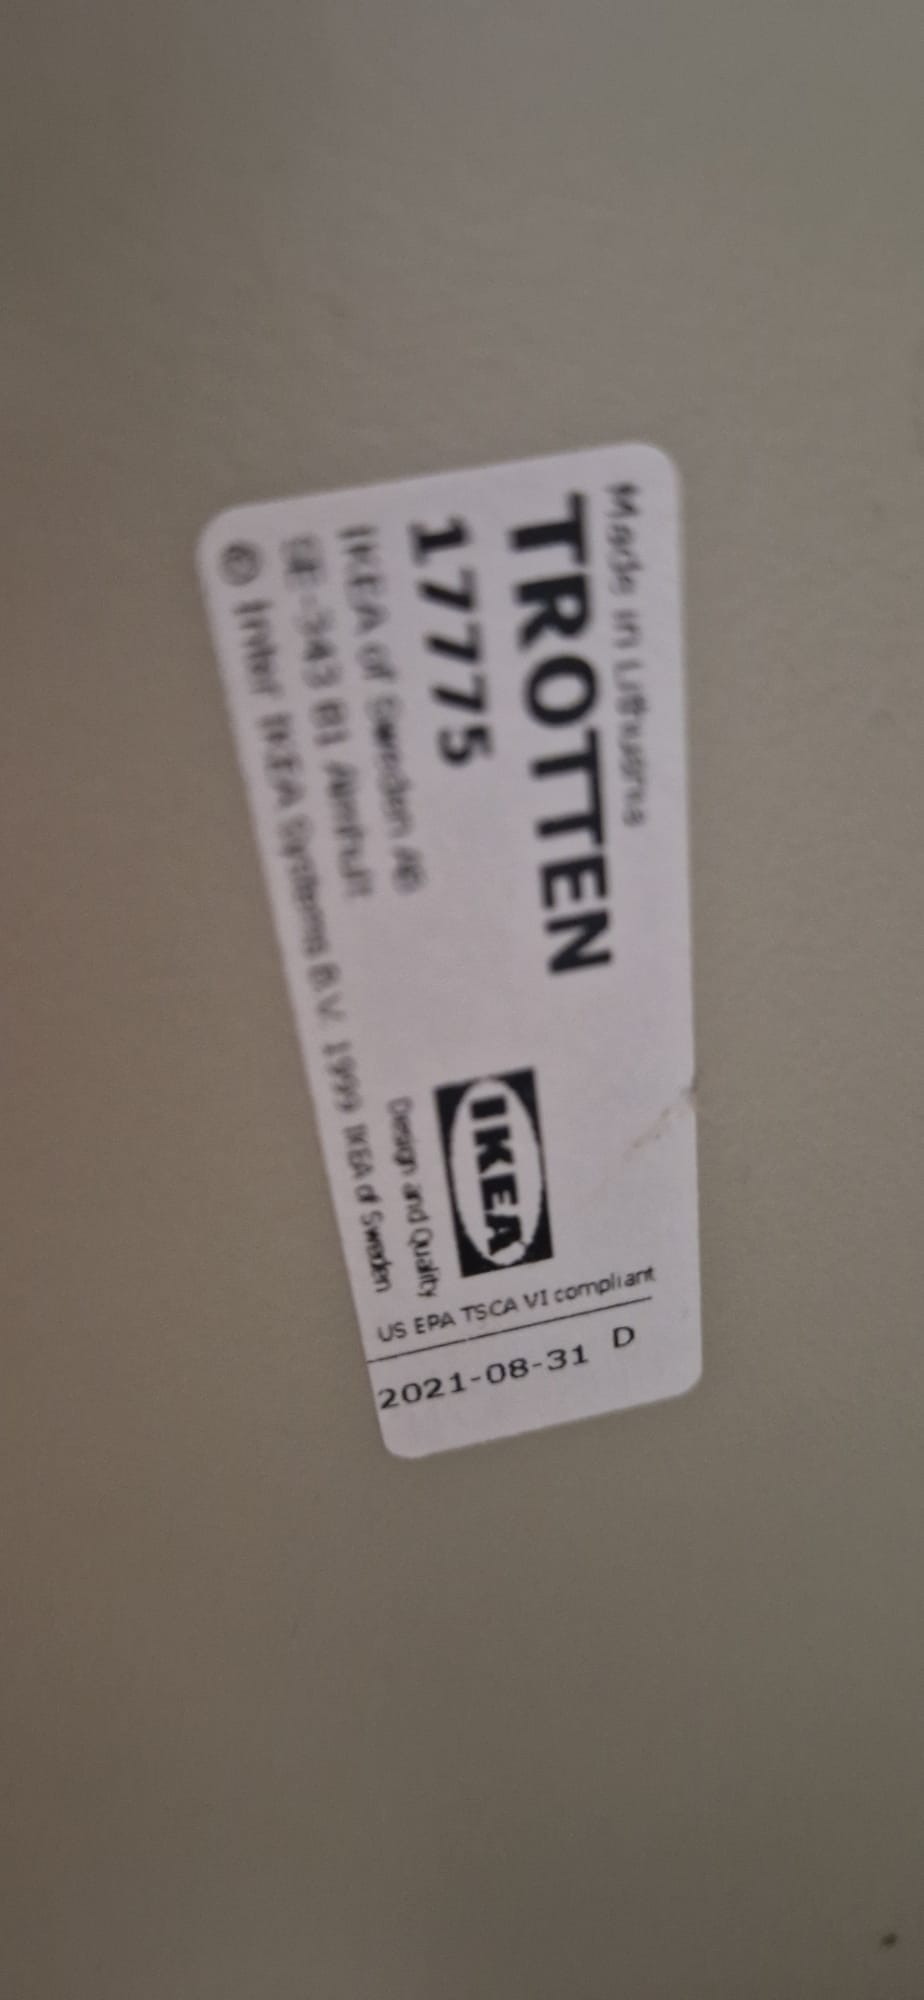 Made in Lithuania
TROTTEN
17775
IKEA of Sweden AB
SE-343 81 Älmhult
© Inter IKEA Systems B.V. 1999
IKEA of Sweden
IKEA
Design and Quality
US EPA TSCA VI compliant
2021-08-31 D